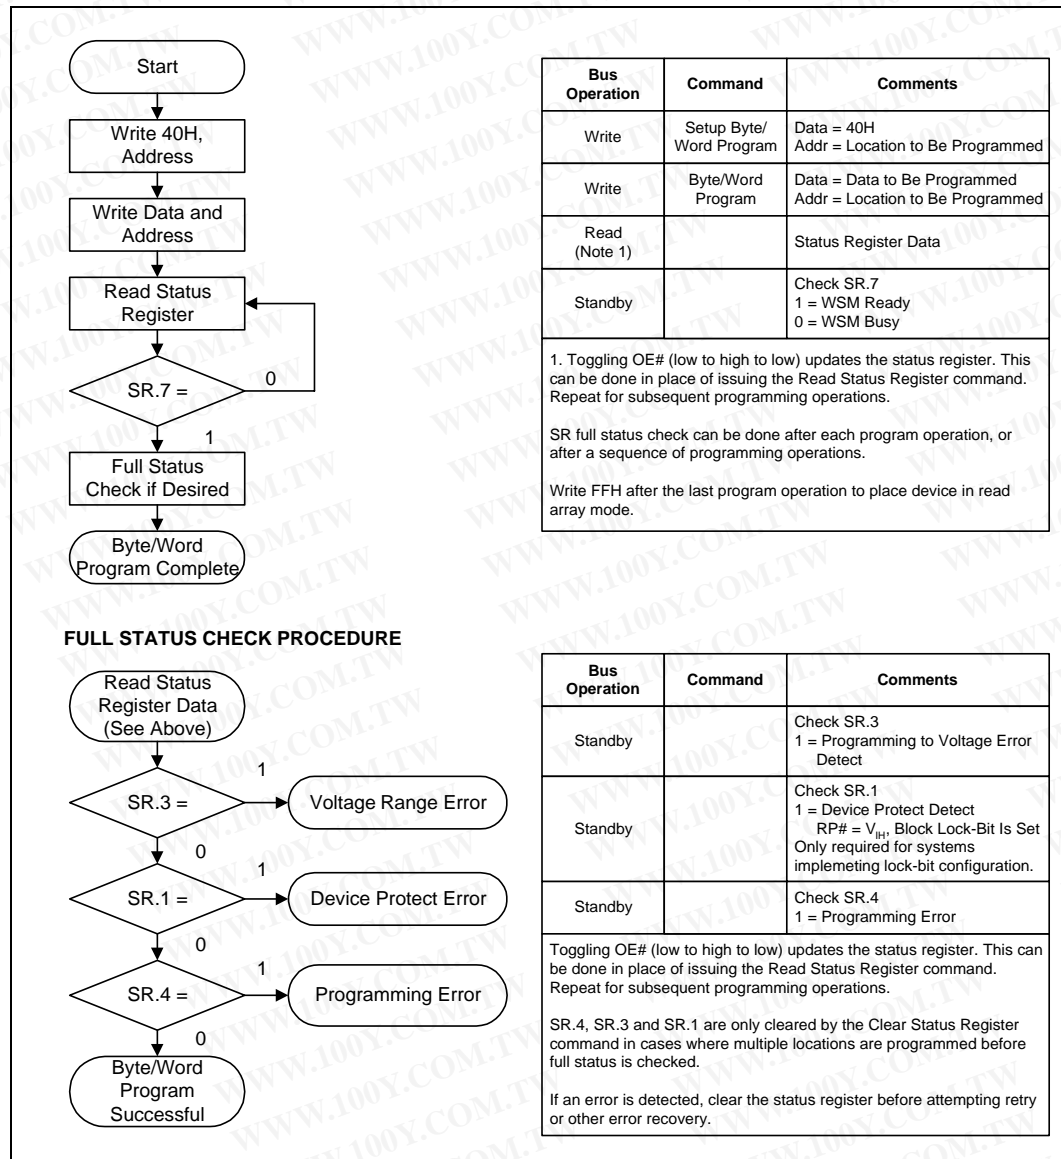 Start
Write 40H,
Address
Write Data and
Address
Read Status
Register
SR.7 =
0
1
Full Status
Check if Desired
Byte/Word
Program Complete
Bus
Operation
Command
Comments
Write
Setup Byte/
Word Program
Data = 40H
Addr = Location to Be Programmed
Write
Byte/Word
Program
Data = Data to Be Programmed
Addr = Location to Be Programmed
Read
(Note 1)
Status Register Data
Standby
Check SR.7
1 = WSM Ready
0 = WSM Busy
1. Toggling OE# (low to high to low) updates the status register. This
can be done in place of issuing the Read Status Register command.
Repeat for subsequent programming operations.
SR full status check can be done after each program operation, or
after a sequence of programming operations.
Write FFH after the last program operation to place device in read
array mode.
FULL STATUS CHECK PROCEDURE
Read Status
Register Data
(See Above)
SR.3 =
1
Voltage Range Error
0
SR.1 =
1
Device Protect Error
0
SR.4 =
1
Programming Error
0
Byte/Word
Program
Successful
Bus
Operation
Command
Comments
Standby
Check SR.3
1 = Programming to Voltage Error
Detect
Standby
Check SR.1
1 = Device Protect Detect
RP# = VIH, Block Lock-Bit Is Set
Only required for systems
implemeting lock-bit configuration.
Standby
Check SR.4
1 = Programming Error
Toggling OE# (low to high to low) updates the status register. This can
be done in place of issuing the Read Status Register command.
Repeat for subsequent programming operations.
SR.4, SR.3 and SR.1 are only cleared by the Clear Status Register
command in cases where multiple locations are programmed before
full status is checked.
If an error is detected, clear the status register before attempting retry
or other error recovery.
WWW.100Y.COM.TW